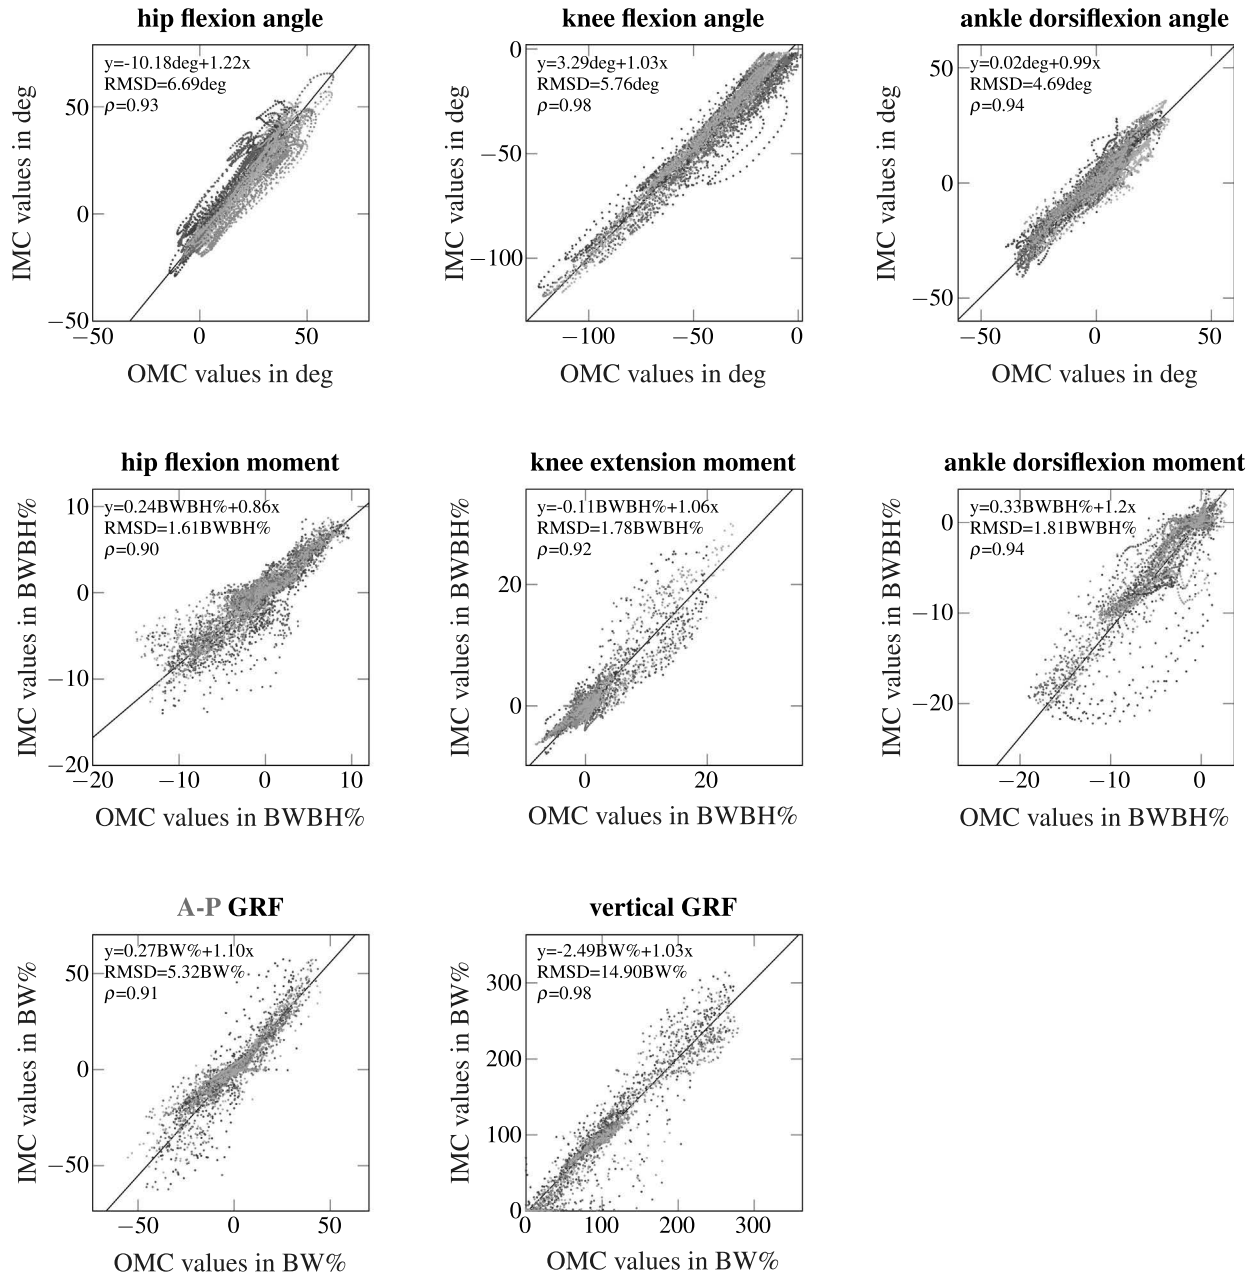 hip flexion angle
y=-10.18deg+1.22x
RMSD=6.69deg
ρ=0.93
50
0
−50
−50
0
50
IMC values in deg
OMC values in deg
knee flexion angle
y=3.29deg+1.03x
RMSD=5.76deg
ρ=0.98
0
−50
−100
−100
−50
0
IMC values in deg
OMC values in deg
ankle dorsiflexion angle
y=0.02deg+0.99x
RMSD=4.69deg
ρ=0.94
50
0
−50
−50
0
50
IMC values in deg
OMC values in deg
hip flexion moment
y=0.24BWBH%+0.86x
RMSD=1.61BWBH%
ρ=0.90
10
0
−10
−20
−20
−10
0
10
IMC values in BWBH%
OMC values in BWBH%
knee extension moment
y=-0.11BWBH%+1.06x
RMSD=1.78BWBH%
ρ=0.92
20
0
0
20
IMC values in BWBH%
OMC values in BWBH%
ankle dorsiflexion moment
y=0.33BWBH%+1.2x
RMSD=1.81BWBH%
ρ=0.94
0
−10
−20
−20
−10
0
IMC values in BWBH%
OMC values in BWBH%
A-P GRF
y=0.27BW%+1.10x
RMSD=5.32BW%
ρ=0.91
50
0
−50
−50
0
50
IMC values in BW%
OMC values in BW%
vertical GRF
y=-2.49BW%+1.03x
RMSD=14.90BW%
ρ=0.98
300
200
100
0
0
100
200
300
IMC values in BW%
OMC values in BW%